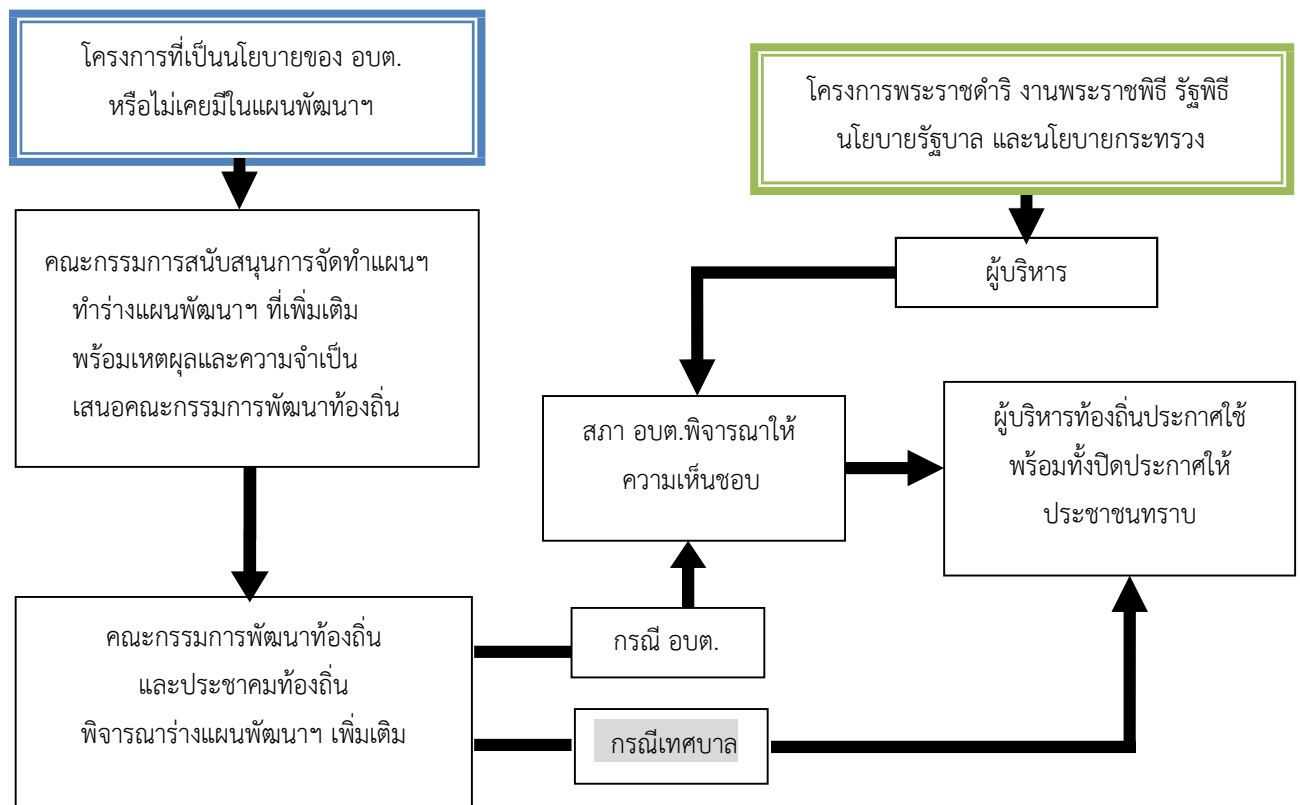 โครงการที่เป็นนโยบายของ อบต.
หรือไม่เคยมีในแผนพัฒนาฯ
โครงการพระราชดำริ งานพระราชพิธี รัฐพิธี
นโยบายรัฐบาล และนโยบายกระทรวง
คณะกรรมการสนับสนุนการจัดทำแผนฯ
ทำร่างแผนพัฒนาฯ ที่เพิ่มเติม
พร้อมเหตผุลและความจำเป็น
เสนอคณะกรรมการพัฒนาท้องถิ่น
ผู้บริหาร
สภา อบต.พิจารณาให้
ความเห็นชอบ
ผู้บริหารท้องถิ่นประกาศใช้
พร้อมทั้งปิดประกาศให้
ประชาชนทราบ
คณะกรรมการพัฒนาท้องถิ่น
และประชาคมท้องถิ่น
พิจารณาร่างแผนพัฒนาฯ เพิ่มเติม
กรณี อบต.
กรณีเทศบาล